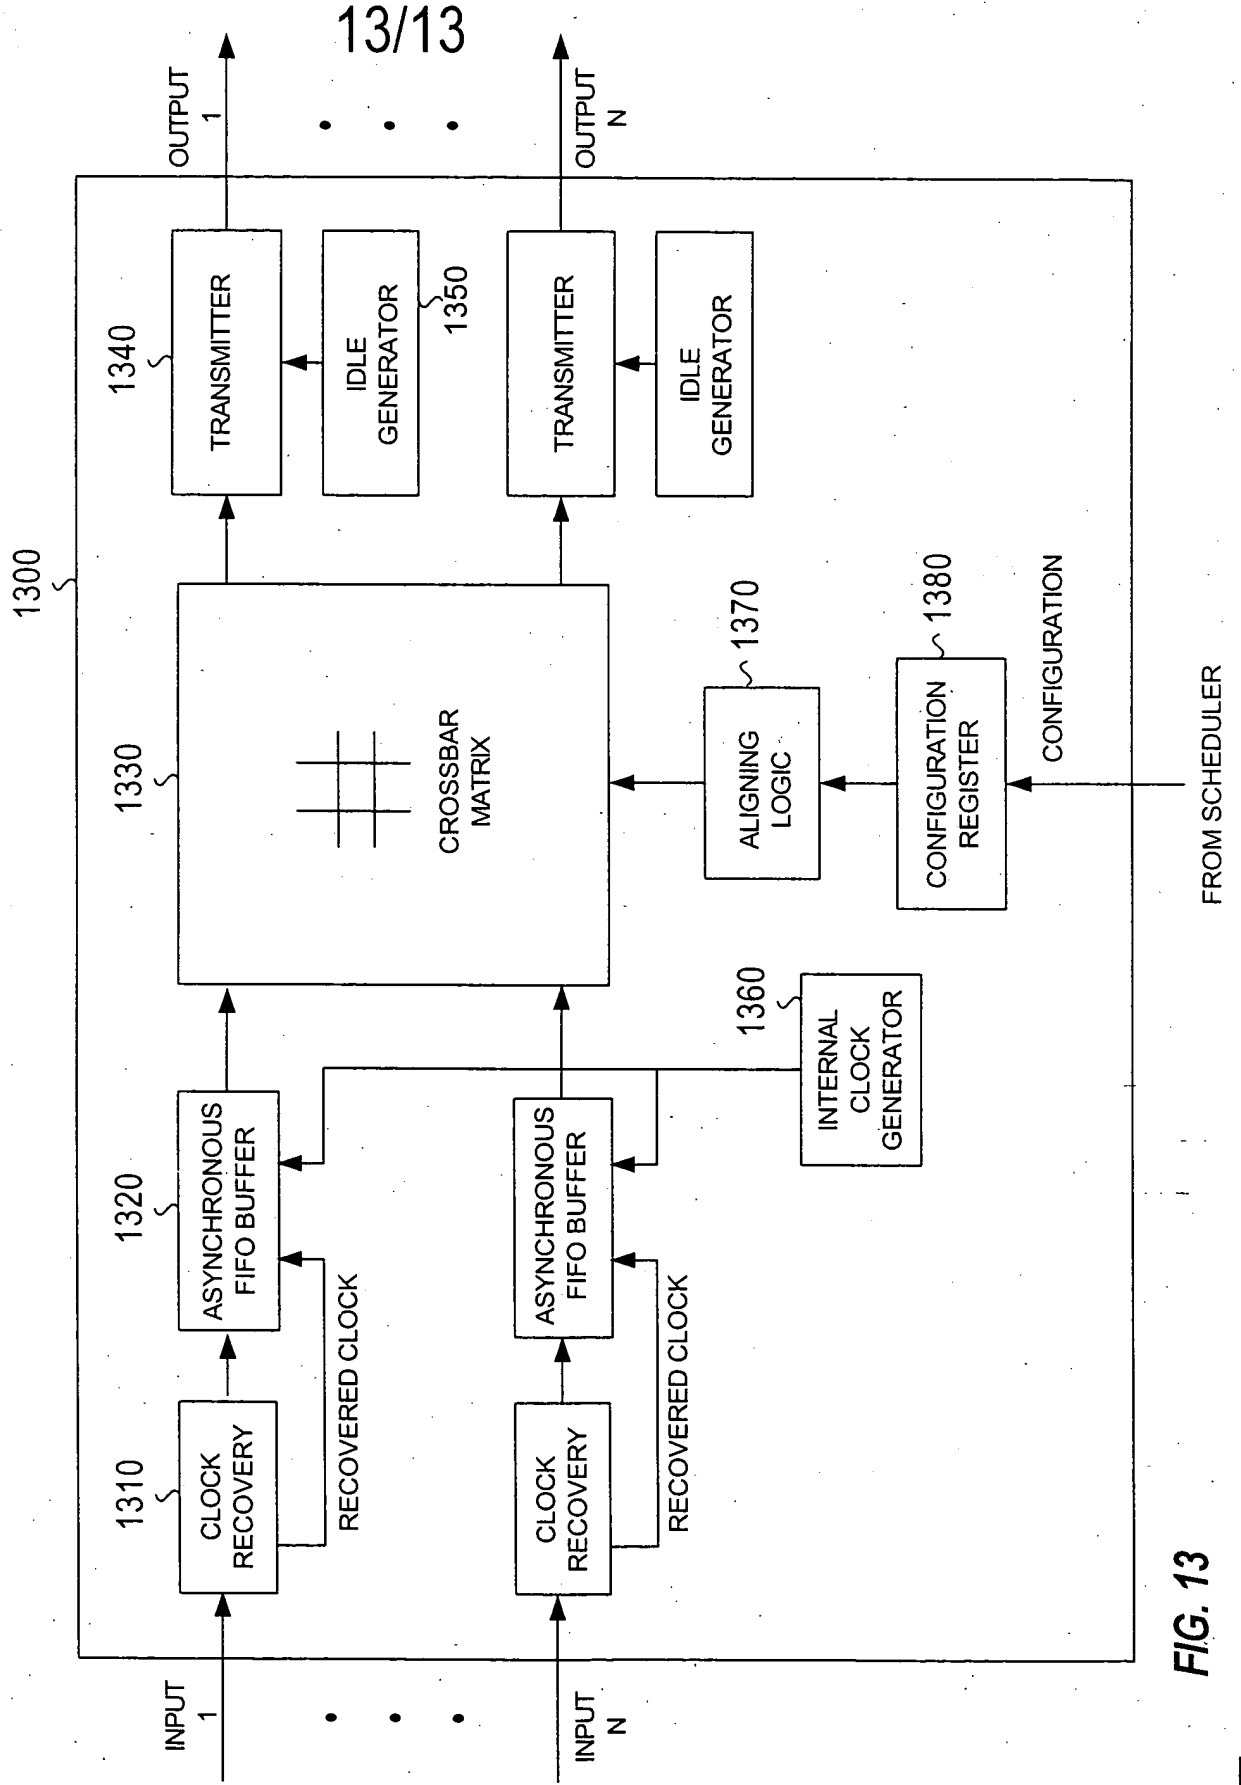 13/13
1300
INPUT
1
INPUT
N
1310
CLOCK
RECOVERY
RECOVERED CLOCK
CLOCK
RECOVERY
RECOVERED CLOCK
1320
ASYNCHRONOUS
FIFO BUFFER
ASYNCHRONOUS
FIFO BUFFER
1360
INTERNAL
CLOCK
GENERATOR
1330
CROSSBAR
MATRIX
1370
ALIGNING
LOGIC
1380
CONFIGURATION
REGISTER
CONFIGURATION
FROM SCHEDULER
1340
TRANSMITTER
IDLE
GENERATOR
1350
TRANSMITTER
IDLE
GENERATOR
OUTPUT
1
OUTPUT
N
FIG. 13